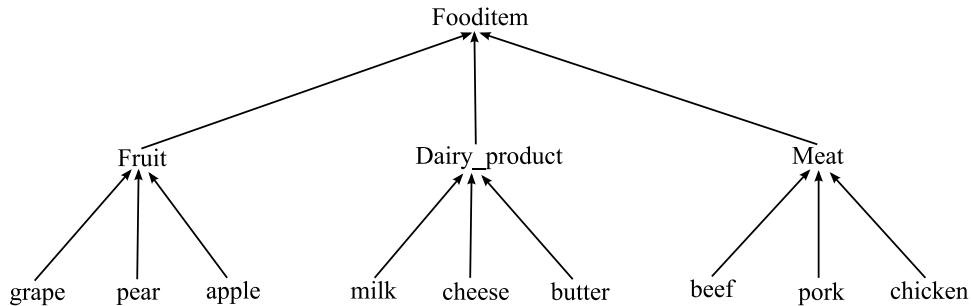 Fooditem
Fruit Dairy_product Meat
grape pear apple milk cheese butter beef pork chicken